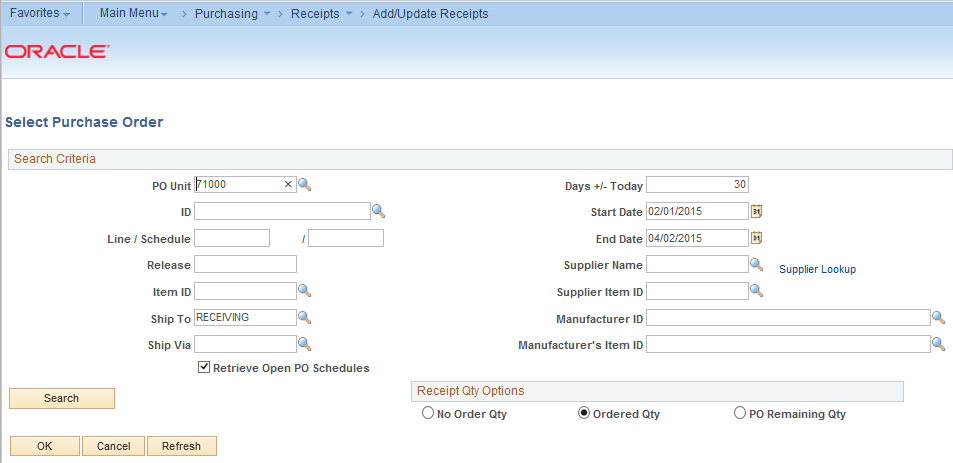 Favorites Main Menu Purchasing Receipts Add/Update Receipts
ORACLE
Select Purchase Order
Search Criteria
PO Unit 71000 Days +/- Today 30
ID Start Date 02/01/2015 31
Line / Schedule / End Date 04/02/2015 31
Release Supplier Name Supplier Lookup
Item ID Supplier Item ID
Ship To RECEIVING Manufacturer ID
Ship Via Manufacturer's Item ID
Retrieve Open PO Schedules
Search Receipt Qty Options
No Order Qty Ordered Qty PO Remaining Qty
OK Cancel Refresh